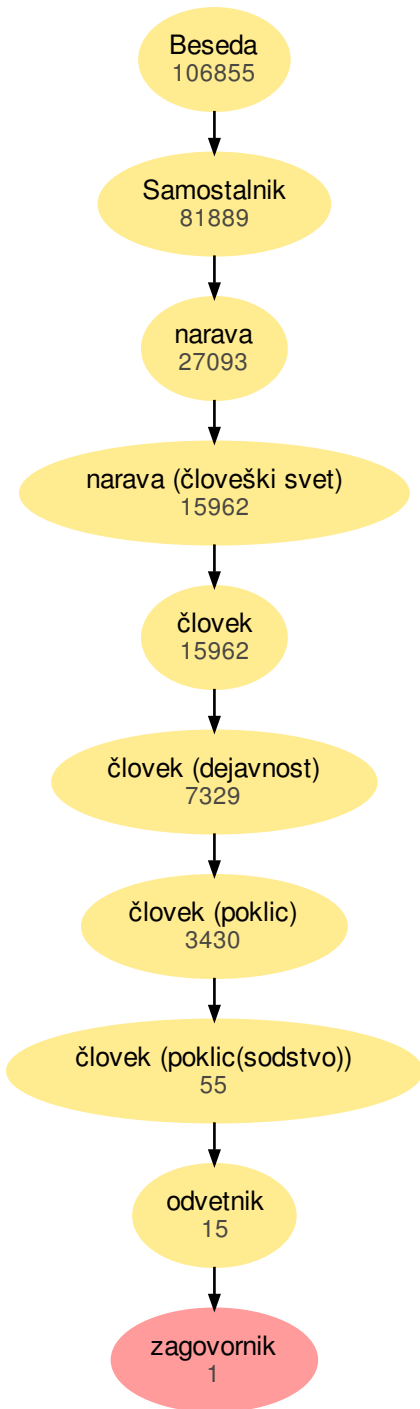 Beseda
106855
Samostalnik
81889
narava
27093
narava (človeški svet)
15962
človek
15962
človek (dejavnost)
7329
človek (poklic)
3430
človek (poklic(sodstvo))
55
odvetnik
15
zagovornik
1